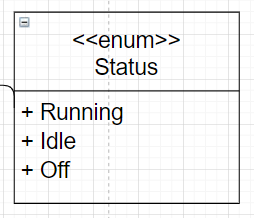 <<enum>>
Status
+ Running
+ Idle
+ Off